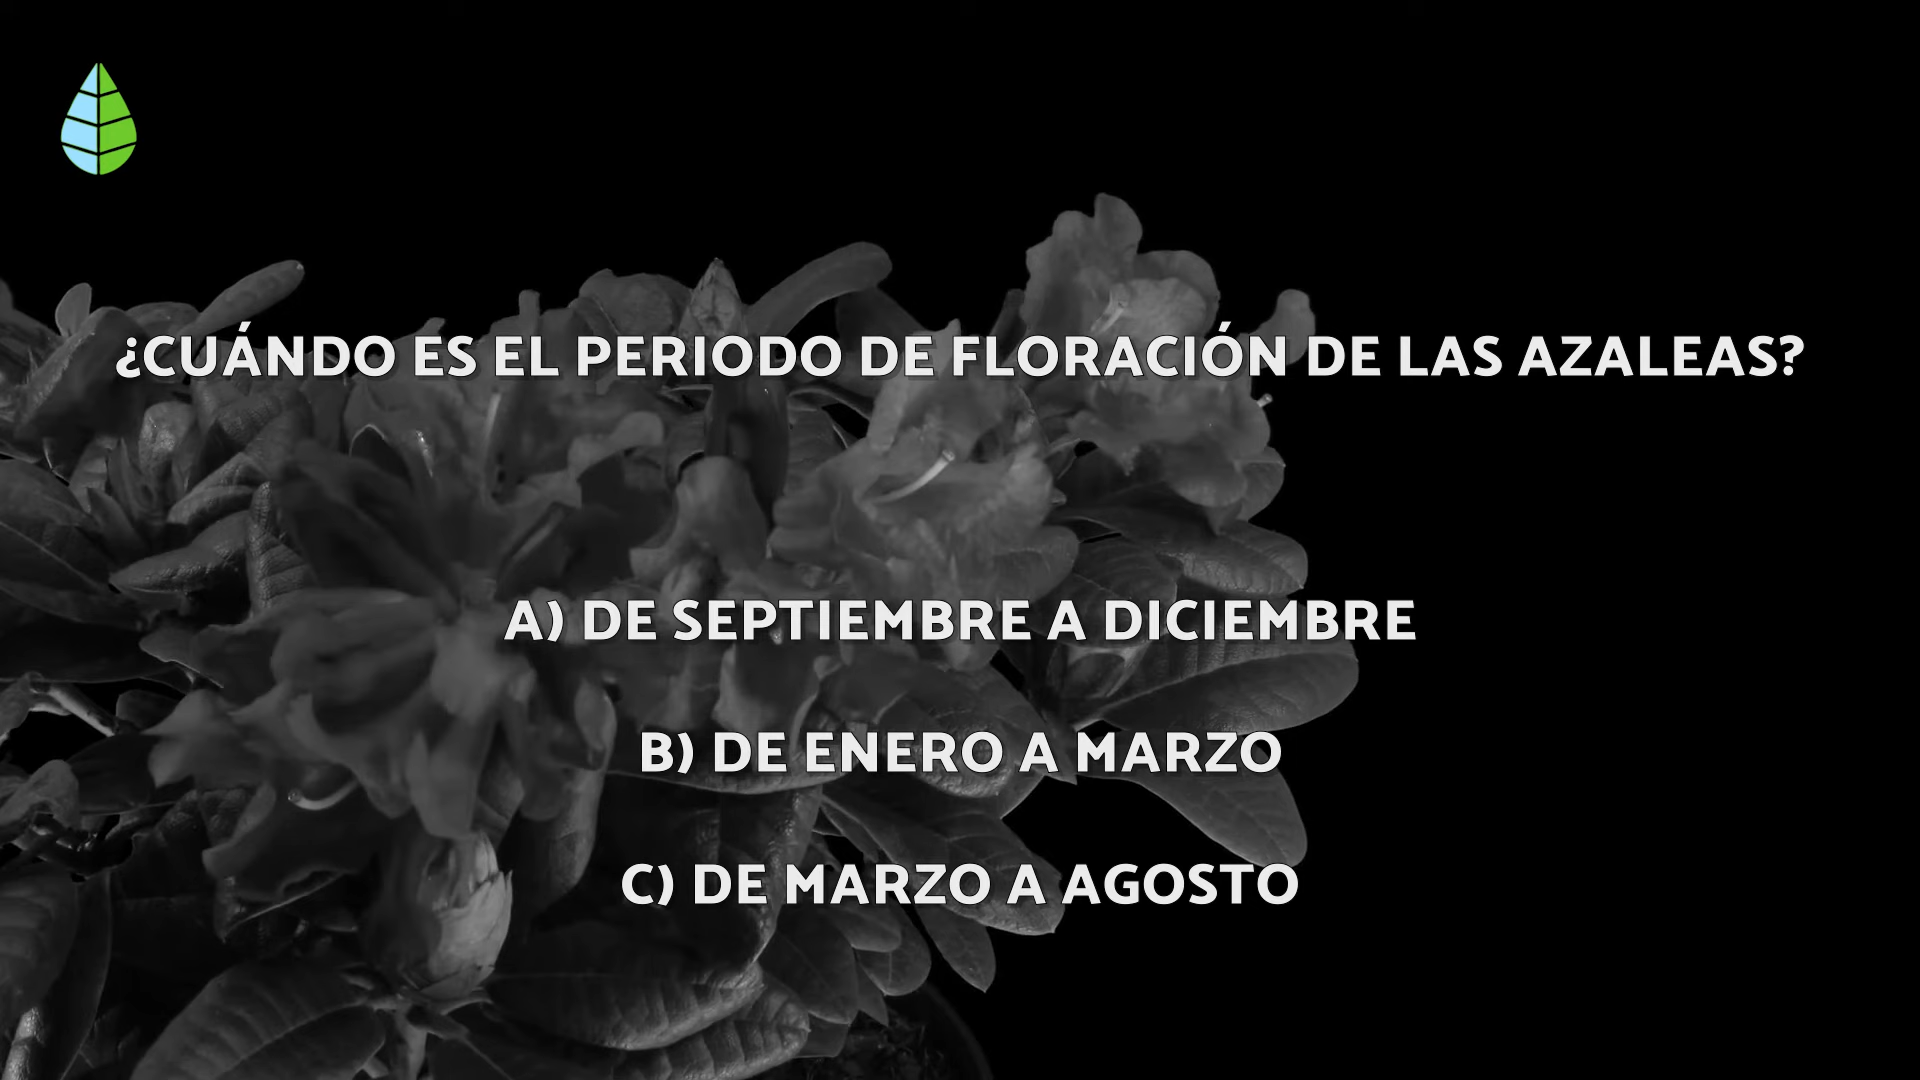 ¿CUÁNDO ES EL PERIODO DE FLORACIÓN DE LAS AZALEAS?
A) DE SEPTIEMBRE A DICIEMBRE
B) DE ENERO A MARZO
C) DE MARZO A AGOSTO